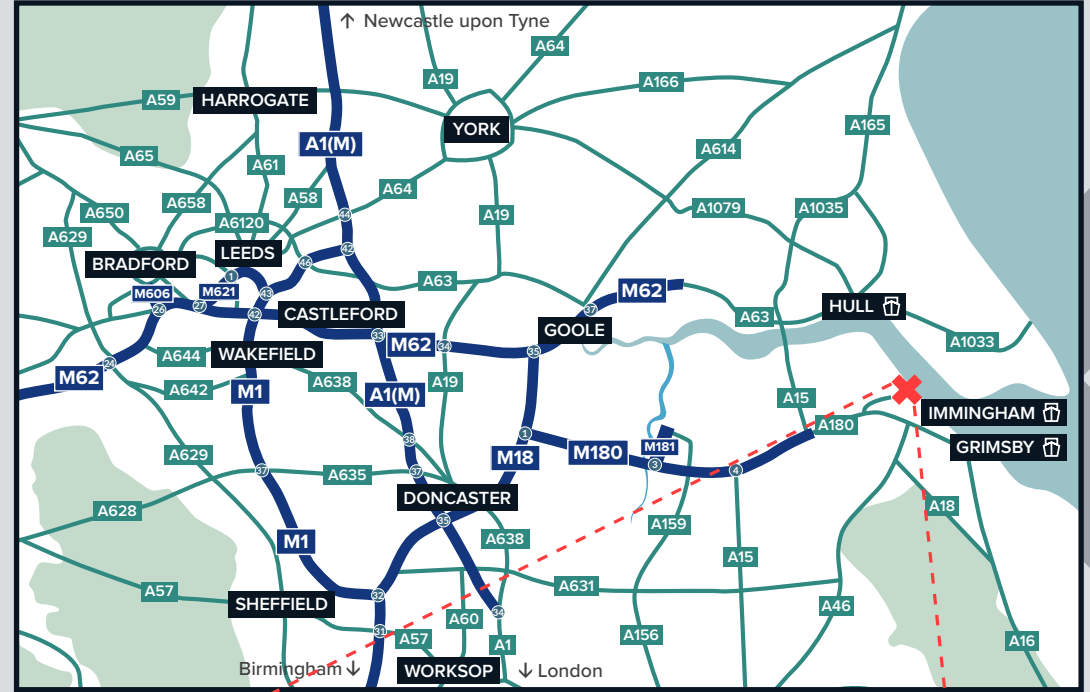 ↑ Newcastle upon Tyne
A64
A19
A166
A59
HARROGATE
YORK
A165
A1(M)
A614
A65
A61
A64
A58
A658
A650
A6120
A19
A1079
A1035
44
A629
42
LEEDS
BRADFORD
46
1
A63
M62
M606
M621
43
26
27
42
CASTLEFORD
37
HULL
A63
GOOLE
33
M62
34
35
A1033
A644
WAKEFIELD
24
M62
A638
A19
A642
M1
A1(M)
A15
IMMINGHAM
A180
1
38
M181
GRIMSBY
A629
M18
M180
3
4
37
A635
37
DONCASTER
A628
A18
35
A159
A638
M1
A15
A57
32
A631
SHEFFIELD
A60
34
A46
31
A57
A1
A156
A16
Birmingham ↓
WORKSOP
↓ London